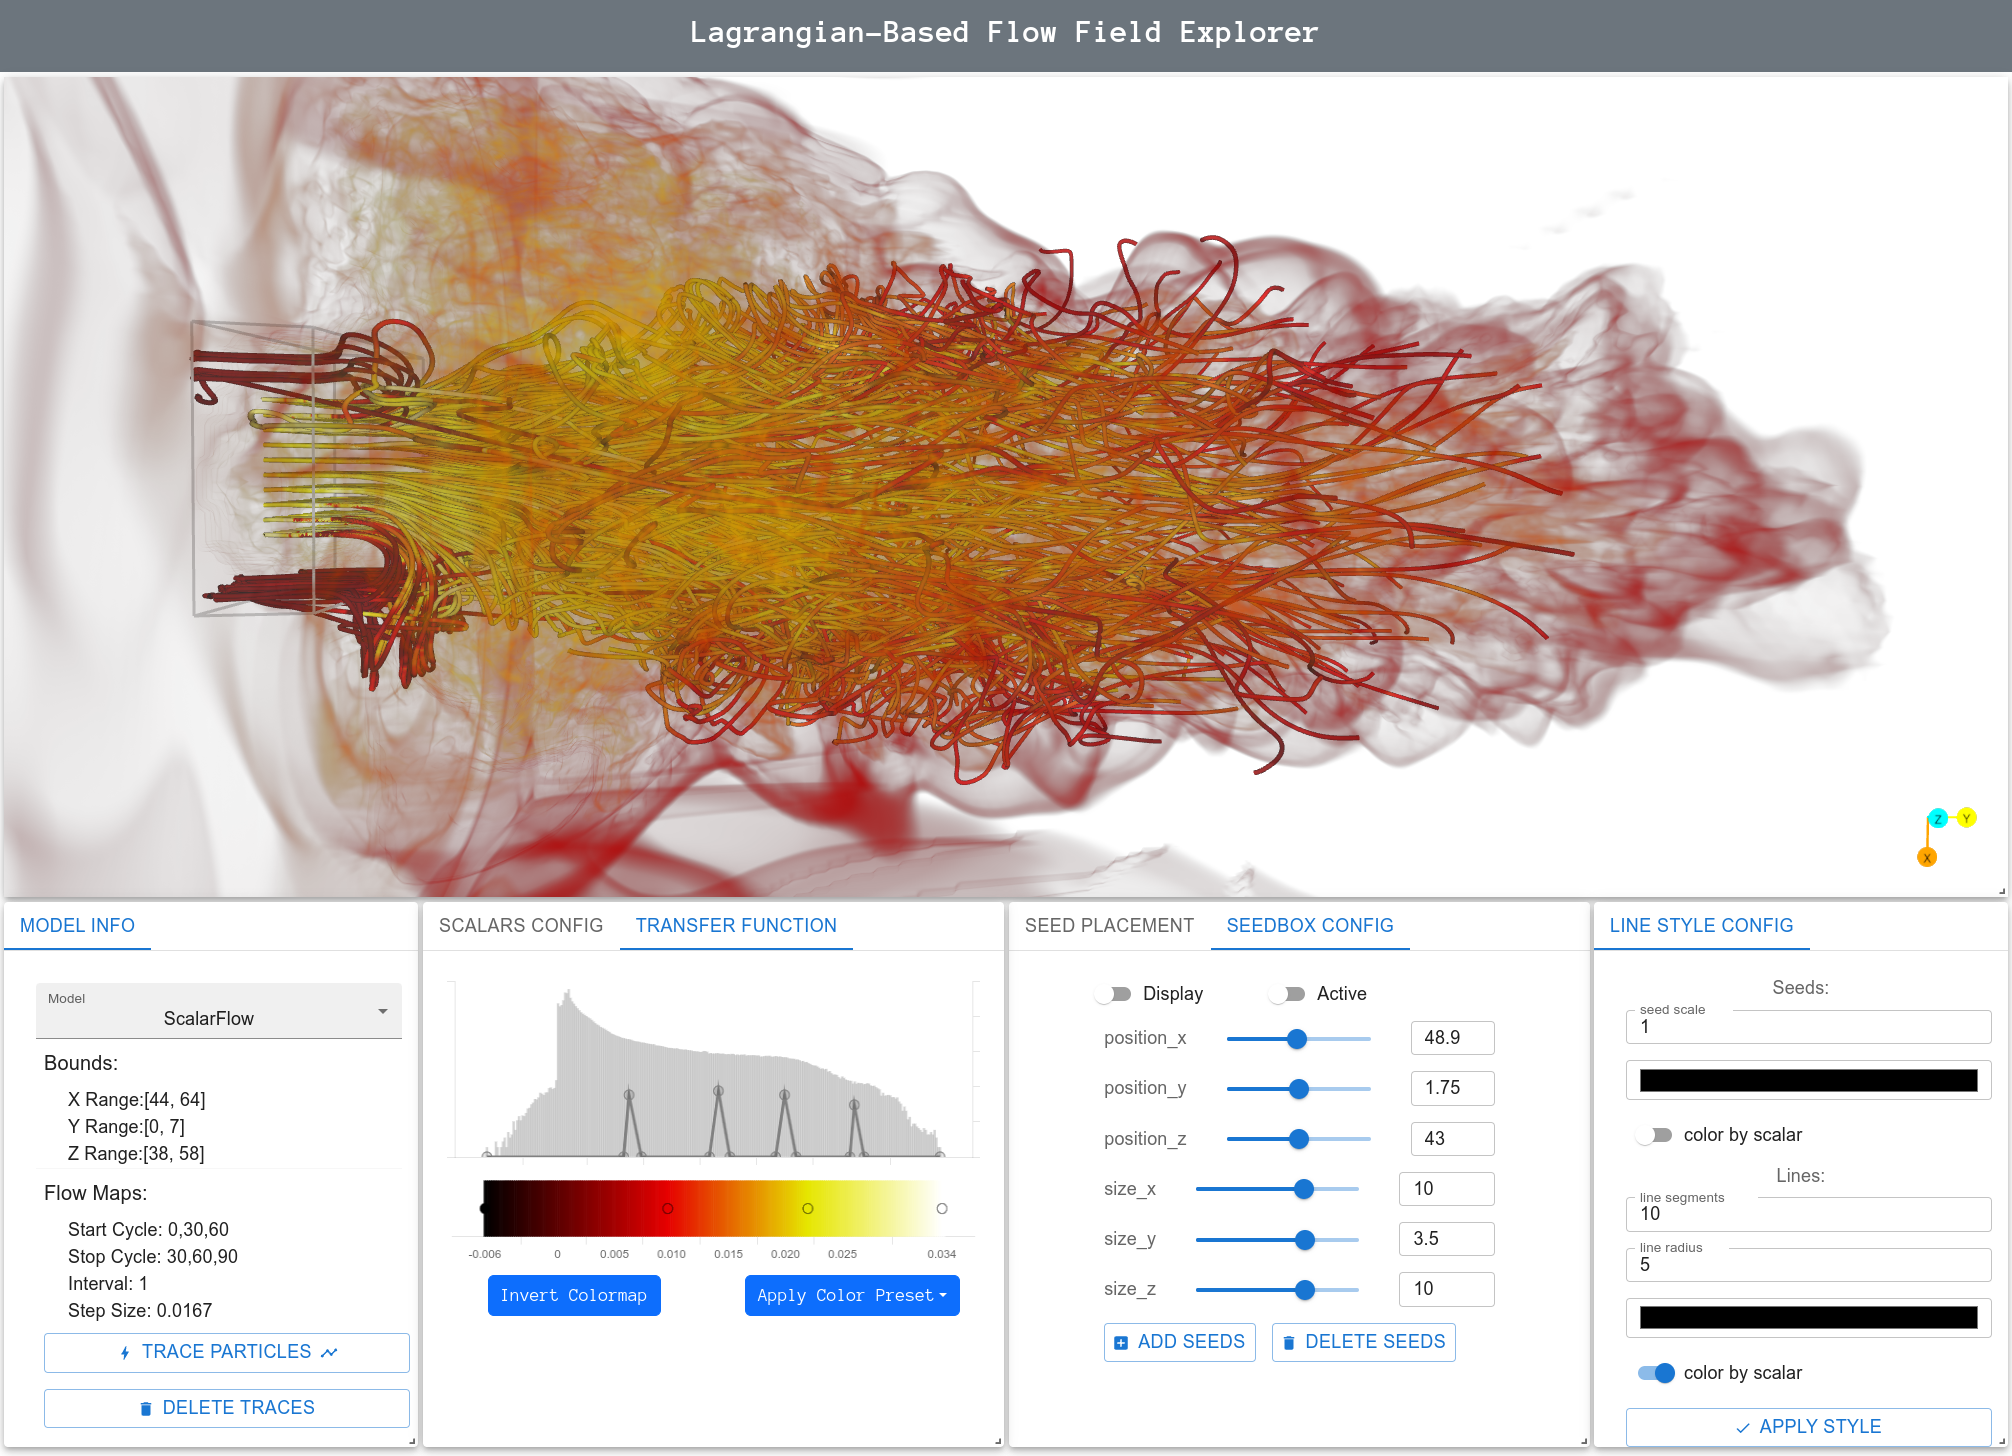 Lagrangian-Based Flow Field Explorer
Z
Y
X
MODEL INFO
Model
ScalarFlow
Bounds:
X Range:[44, 64]
Y Range:[0, 7]
Z Range:[38, 58]
Flow Maps:
Start Cycle: 0,30,60
Stop Cycle: 30,60,90
Interval: 1
Step Size: 0.0167
TRACE PARTICLES
DELETE TRACES
SCALARS CONFIG TRANSFER FUNCTION
-0.006 0 0.005 0.010 0.015 0.020 0.025 0.034
Invert Colormap Apply Color Preset
SEED PLACEMENT SEEDBOX CONFIG
Display Active
position_x 48.9
position_y 1.75
position_z 43
size_x 10
size_y 3.5
size_z 10
ADD SEEDS DELETE SEEDS
LINE STYLE CONFIG
Seeds:
seed scale
1
color by scalar
Lines:
line segments
10
line radius
5
color by scalar
APPLY STYLE